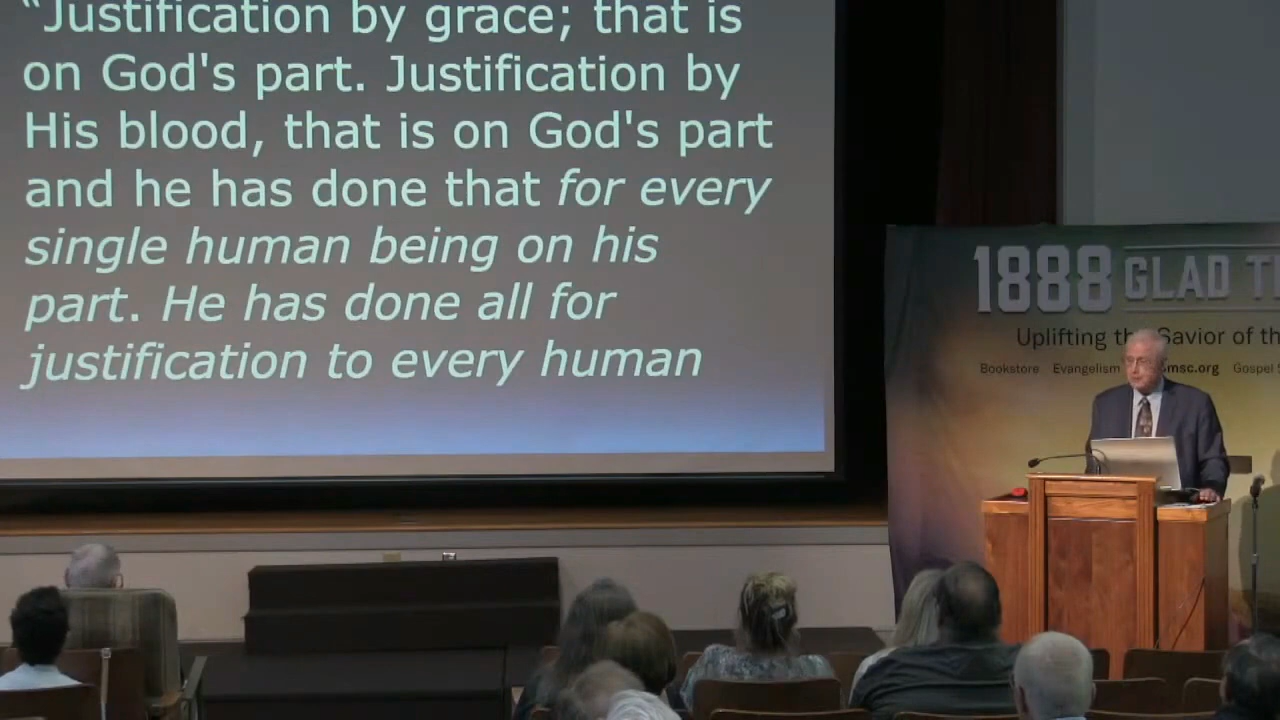 “Justification by grace; that is
on God's part. Justification by
His blood, that is on God's part
and he has done that for every
single human being on his
part. He has done all for
justification to every human
1888 GLAD
Uplifting the Savior of
Bookstore Evangelism msc.org Gospel